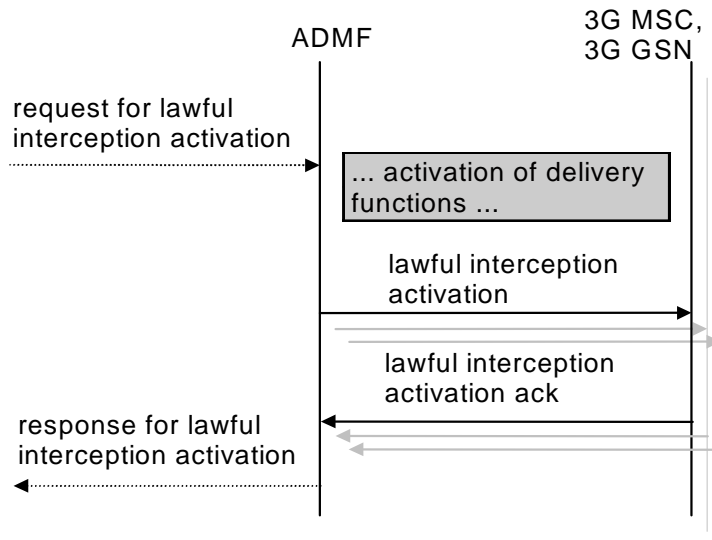 ADMF
3G MSC,
3G GSN
request for lawful
interception activation
... activation of delivery
functions ...
lawful interception
activation
lawful interception
activation ack
response for lawful
interception activation